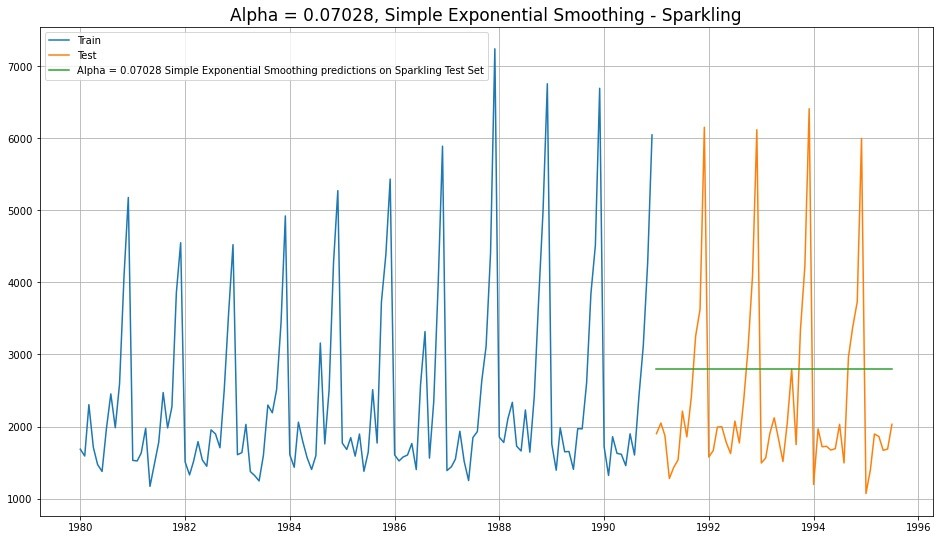 Alpha = 0.07028, Simple Exponential Smoothing - Sparkling
Train
Test
Alpha = 0.07028 Simple Exponential Smoothing predictions on Sparkling Test Set
7000
6000
5000
4000
3000
2000
1000
1980 1982 1984 1986 1988 1990 1992 1994 1996